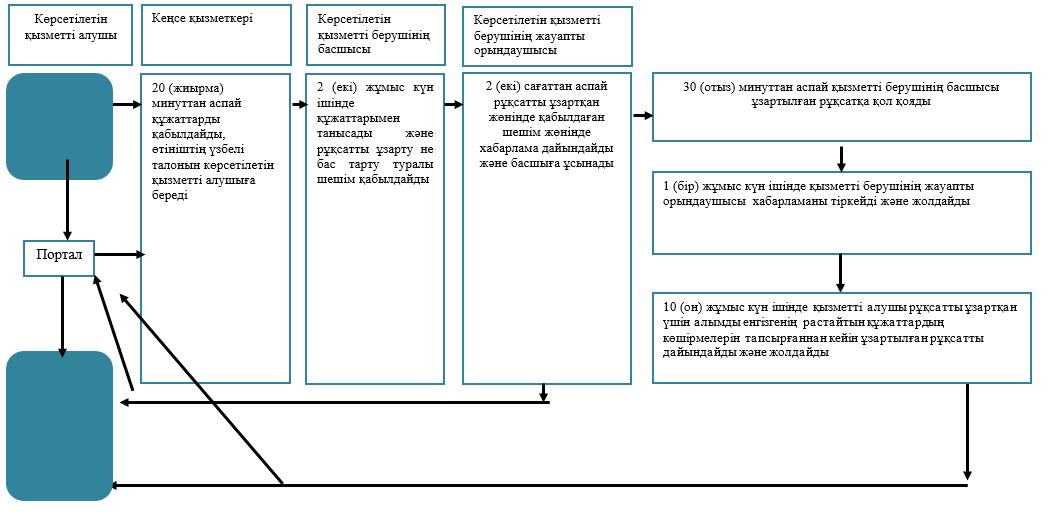 Көрсетілетін
қызметті алушы
Кеңсе қызметкері
Көрсетілетін
қызметті берушінің
басшысы
Көрсетілетін қызметті
берушінің жауапты
орындаушысы
20 (жиырма)
минуттан аспай
құжаттарды
қабылдайды,
өтініштің үзбелі
талонын көрсетілетін
қызметті алушыға
береді
2 (екі) жұмыс күн
ішінде
құжаттарымен
танысады және
рұқсатты ұзарту не
бас тарту туралы
шешім қабылдайды
2 (екі) сағаттан аспай
рұқсатты ұзартқан
жөнінде қабылдаған
шешім жөнінде
хабарлама дайындайды
және басшыға ұсынады
30 (отыз) минуттан аспай қызметті берушінің басшысы
ұзартылған рұқсатқа қол қояды
1 (бір) жұмыс күн ішінде қызметті берушінің жауапты
орындаушысы хабарламаны тіркейді және жолдайды
10 (он) жұмыс күн ішінде қызметті алушы рұқсатты ұзартқан
үшін алымды енгізгенің растайтын құжаттардың
көшірмелерін тапсырғаннан кейін ұзартылған рұқсатты
дайындайды және жолдайды
Портал